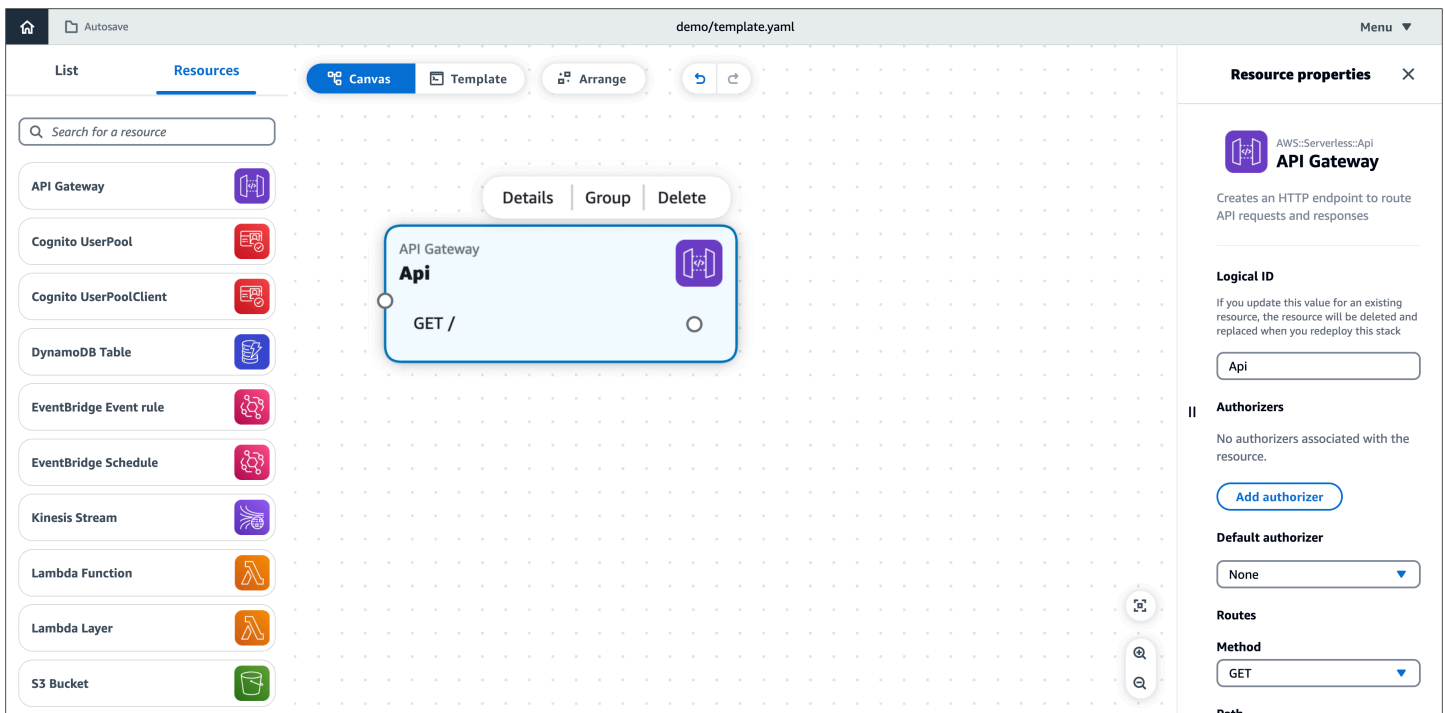 Autosave
demo/template.yaml
Menu
List
Resources
Search for a resource
API Gateway
Cognito UserPool
Cognito UserPoolClient
DynamoDB Table
EventBridge Event rule
EventBridge Schedule
Kinesis Stream
Lambda Function
Lambda Layer
S3 Bucket
Canvas
Template
Arrange
Details
Group
Delete
API Gateway
Api
GET /
Resource properties
AWS::Serverless::Api
API Gateway
Creates an HTTP endpoint to route
API requests and responses
Logical ID
If you update this value for an existing
resource, the resource will be deleted and
replaced when you redeploy this stack
Api
Authorizers
No authorizers associated with the
resource.
Add authorizer
Default authorizer
None
Routes
Method
GET
Path